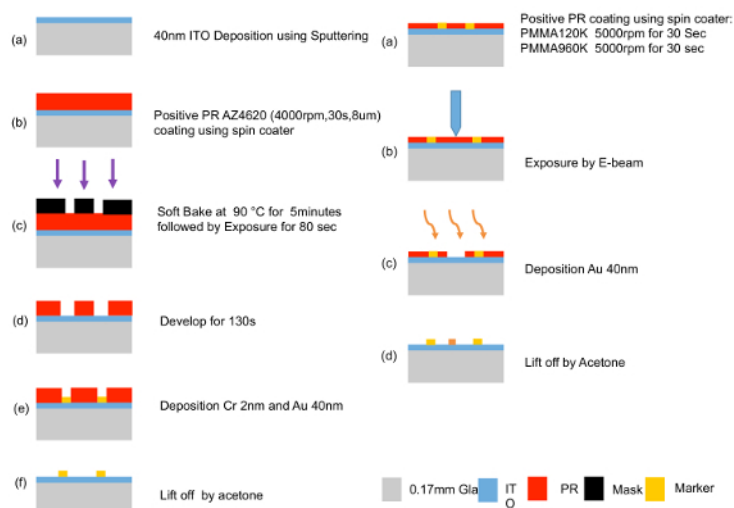 (a)
40nm ITO Deposition using Sputtering
(b)
Positive PR AZ4620 (4000rpm,30s,8um)
coating using spin coater
(c)
Soft Bake at 90 °C for 5minutes
followed by Exposure for 80 sec
(d)
Develop for 130s
(e)
Deposition Cr 2nm and Au 40nm
(f)
Lift off by acetone
(a)
Positive PR coating using spin coater:
PMMA120K 5000rpm for 30 Sec
PMMA960K 5000rpm for 30 sec
(b)
Exposure by E-beam
(c)
Deposition Au 40nm
(d)
Lift off by Acetone
0.17mm Gla
IT
O
PR
Mask
Marker